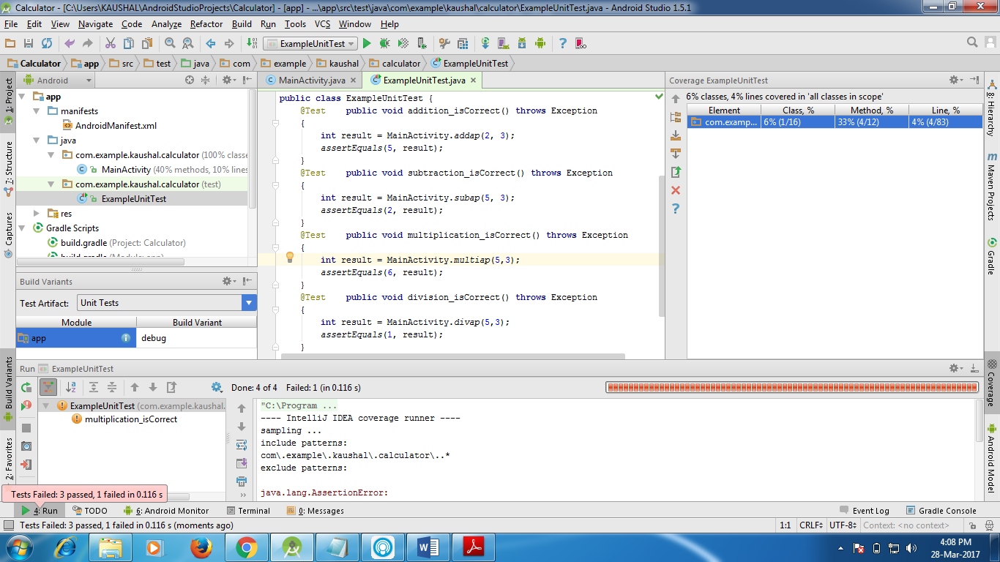 Calculator - [C:\Users\KAUSHAL\AndroidStudioProjects\Calculator] - [app] - ...\app\src\test\java\com\example\kaushal\calculator\ExampleUnitTest.java - Android Studio 1.5.1
File Edit View Navigate Code Analyze Refactor Build Run Tools VCS Window Help
ExampleUnitTest
Calculator app src test java com example kaushal calculator ExampleUnitTest
1: Project
7: Structure
Captures
Build Variants
2: Favorites
Android
app
manifests
AndroidManifest.xml
java
com.example.kaushal.calculator (100% classe
MainActivity (40% methods, 10% lines
com.example.kaushal.calculator (test)
ExampleUnitTest
res
Gradle Scripts
build.gradle (Project: Calculator)
build.gradle (Module: app)
Build Variants
Test Artifact: Unit Tests
Module Build Variant
app debug
MainActivity.java ExampleUnitTest.java
public class ExampleUnitTest {
@Test public void addition_isCorrect() throws Exception
{
int result = MainActivity.addap(2, 3);
assertEquals(5, result);
}
@Test public void subtraction_isCorrect() throws Exception
{
int result = MainActivity.subap(5, 3);
assertEquals(2, result);
}
@Test public void multiplication_isCorrect() throws Exception
{
int result = MainActivity.multiap(5,3);
assertEquals(6, result);
}
@Test public void division_isCorrect() throws Exception
{
int result = MainActivity.divap(5,3);
assertEquals(1, result);
}
Coverage ExampleUnitTest
6% classes, 4% lines covered in 'all classes in scope'
Element Class, % Method, % Line, %
com.examp... 6% (1/16) 33% (4/12) 4% (4/83)
8: Hierarchy
Maven Projects
Gradle
Coverage
Android Model
Run ExampleUnitTest
Done: 4 of 4 Failed: 1 (in 0.116 s)
ExampleUnitTest (com.example.kaushal.
multiplication_isCorrect
"C:\Program ...
---- IntelliJ IDEA coverage runner ----
sampling ...
include patterns:
com\.example\.kaushal\.calculator\..*
exclude patterns:
java.lang.AssertionError:
Tests Failed: 3 passed, 1 failed in 0.116 s
4: Run TODO 6: Android Monitor Terminal 0: Messages Event Log Gradle Console
Tests Failed: 3 passed, 1 failed in 0.116 s (moments ago) 1:1 CRLF UTF-8 Context: <no context>
4:08 PM
28-Mar-2017